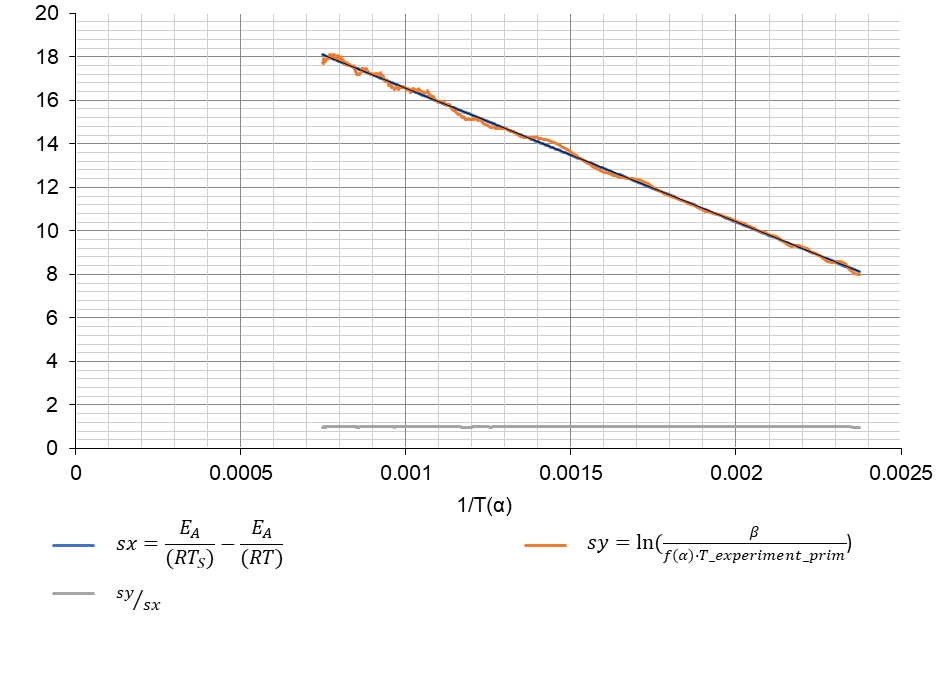 20
18
16
14
12
10
8
6
4
2
0
0 0.0005 0.001 0.0015 0.002 0.0025
1/T(α)
sx = E_A/(RT_S) − E_A/(RT)
sy = ln(β/f(α)·T_experiment_prim)
sy/sx